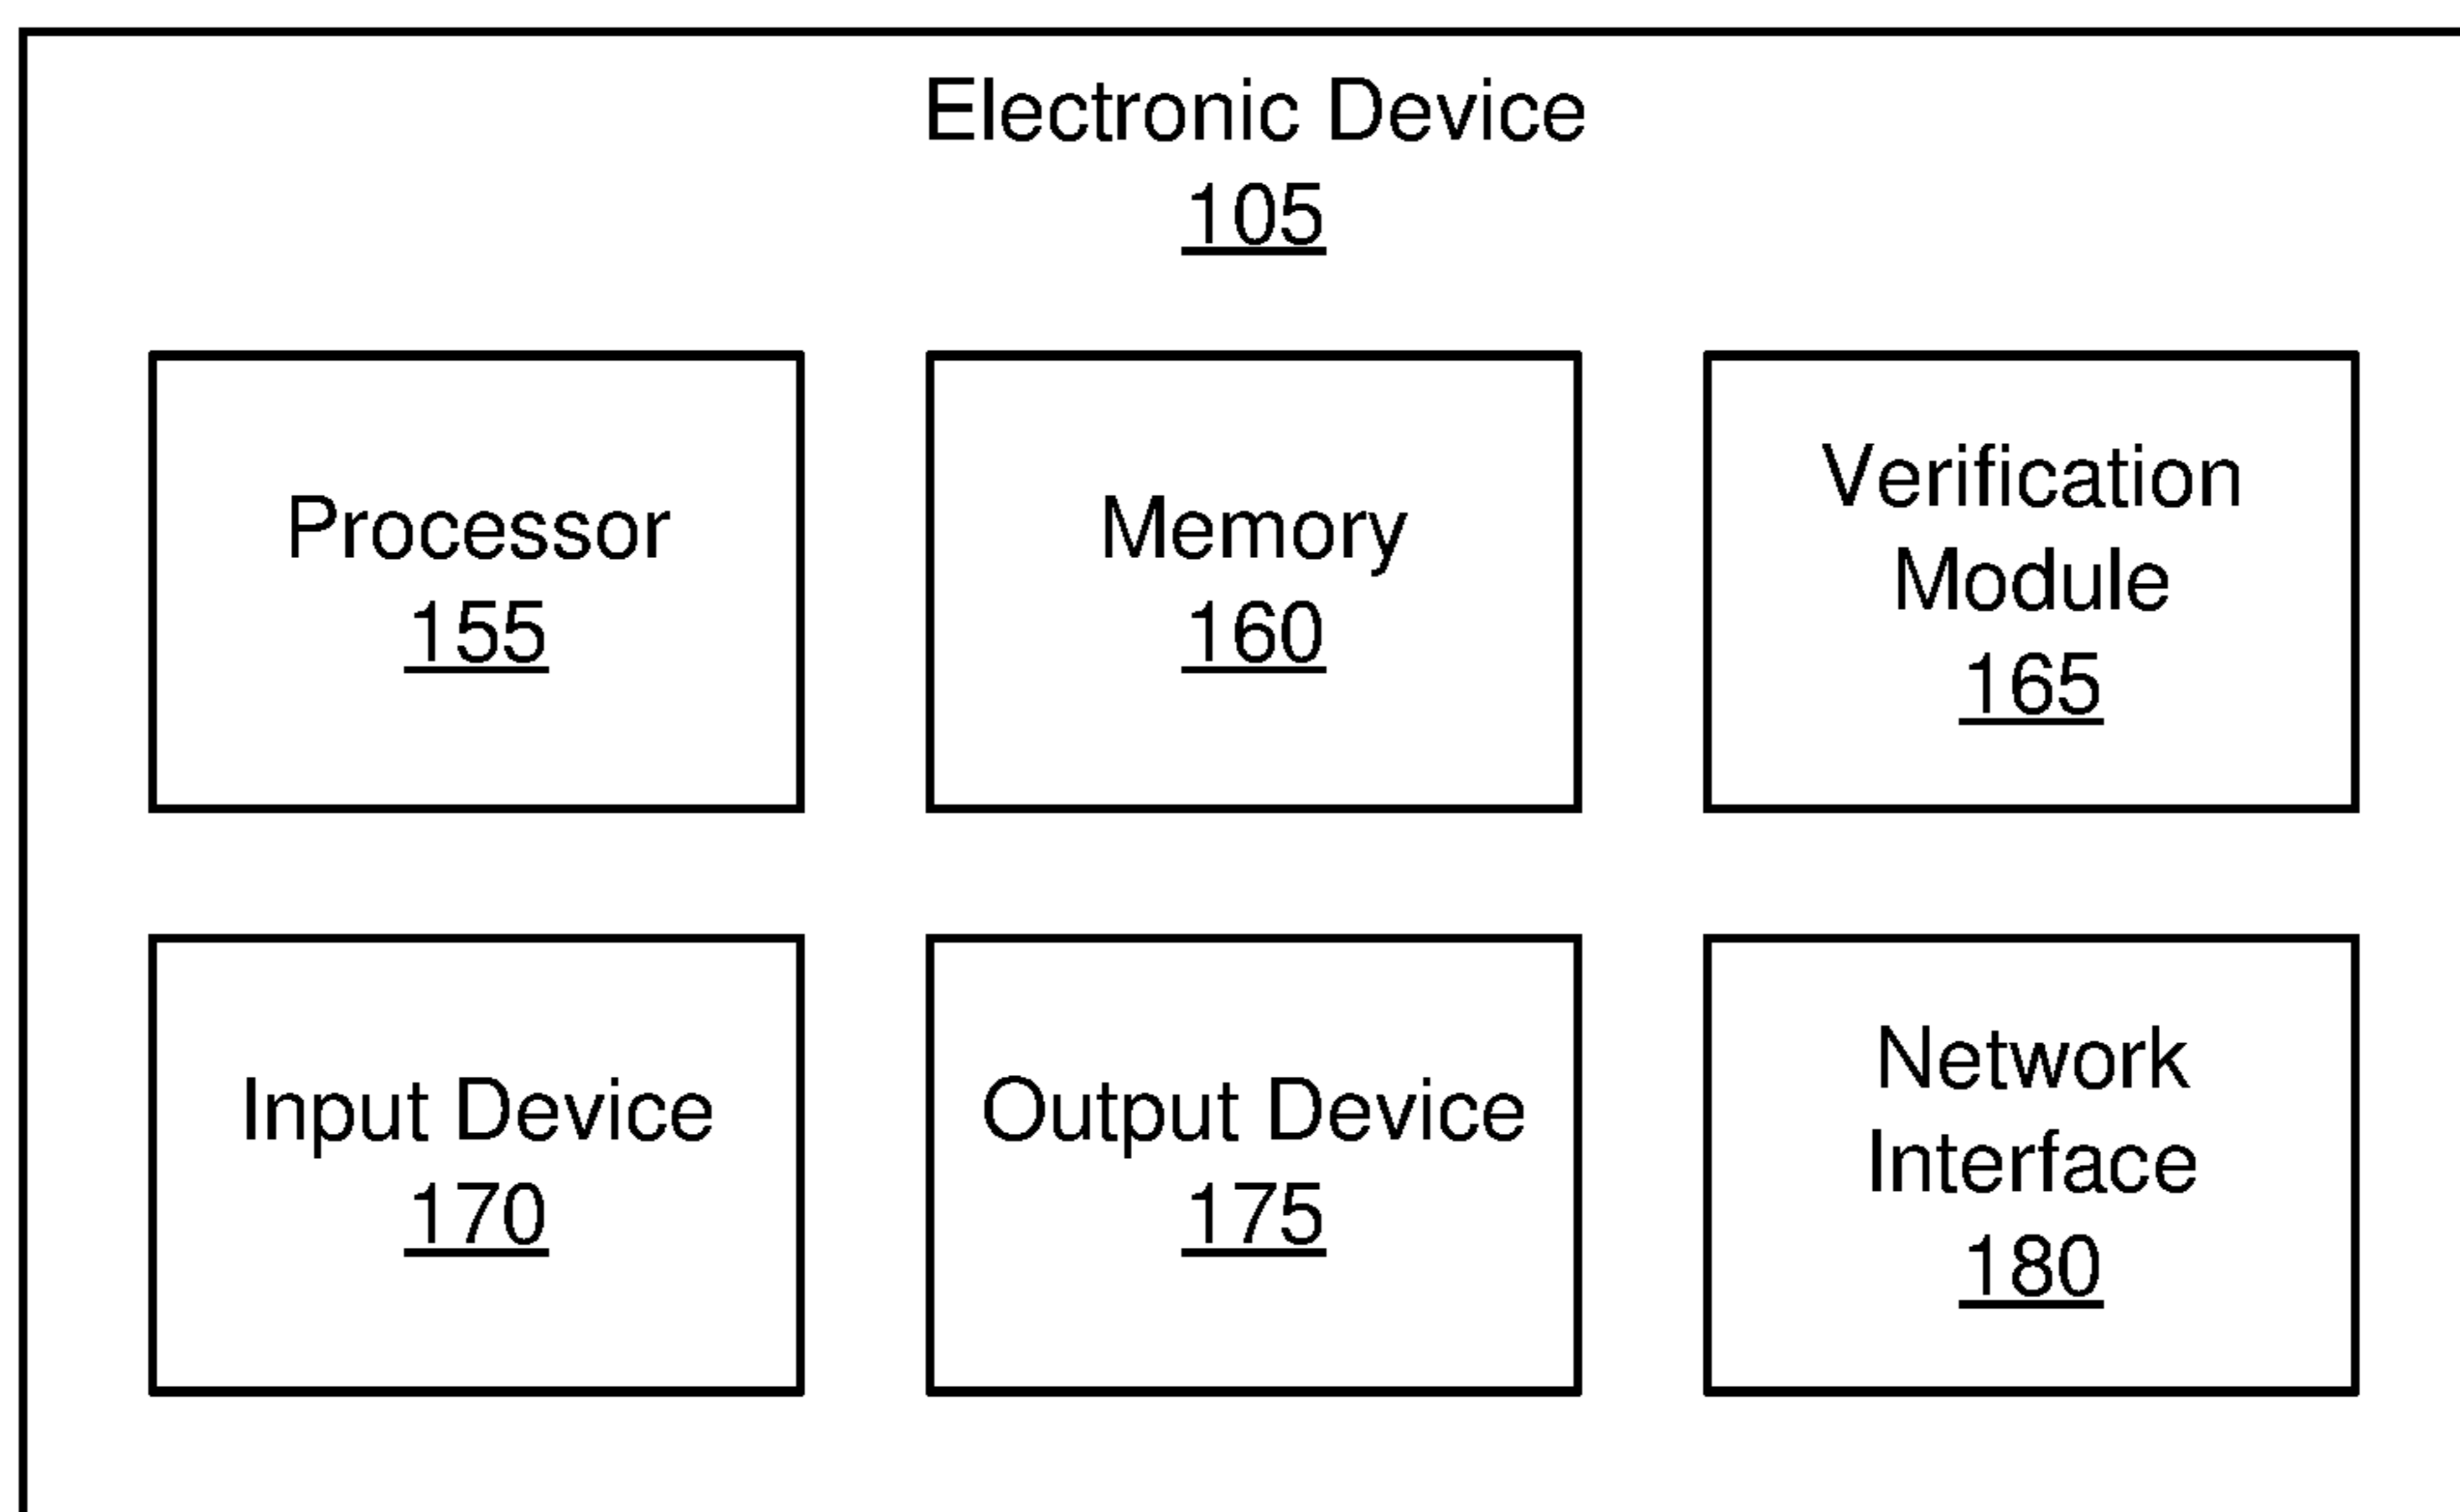 Electronic Device
105
Processor
155
Memory
160
Verification
Module
165
Input Device
170
Output Device
175
Network
Interface
180